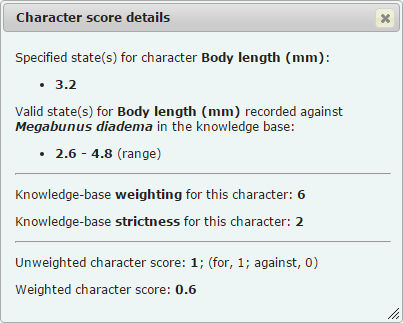 Character score details
Specified state(s) for character Body length (mm):
• 3.2
Valid state(s) for Body length (mm) recorded against
Megabunus diadema in the knowledge base:
• 2.6 - 4.8 (range)
Knowledge-base weighting for this character: 6
Knowledge-base strictness for this character: 2
Unweighted character score: 1; (for, 1; against, 0)
Weighted character score: 0.6